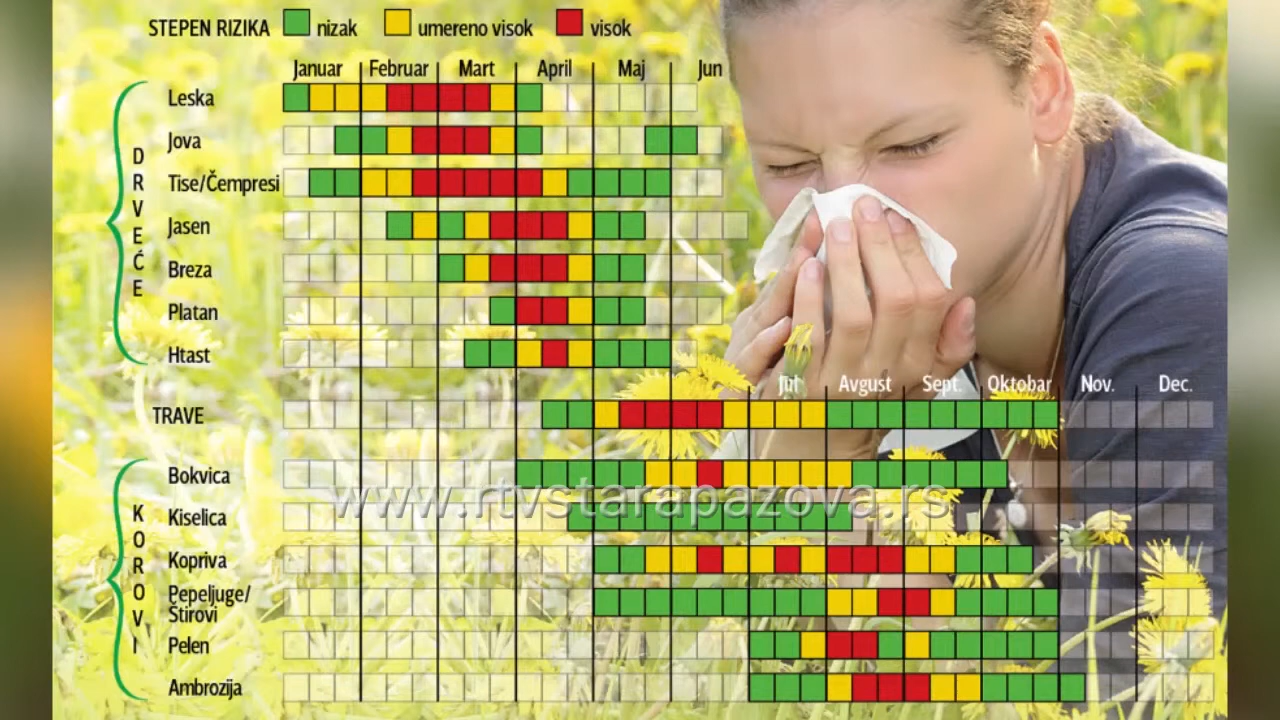 STEPEN RIZIKA nizak umereno visok visok
Januar Februar Mart April Maj Jun
DRVEČE
Leska
Jova
Tise/Čempresi
Jasen
Breza
Platan
Htast
Jul Avgust Sept. Oktobar Nov. Dec.
TRAVE
KOROVI
Bokvica
www.rtvstarapazova.rs
Kiselica
Kopriva
Pepeljuge/
Štirovi
Pelen
Ambrozija